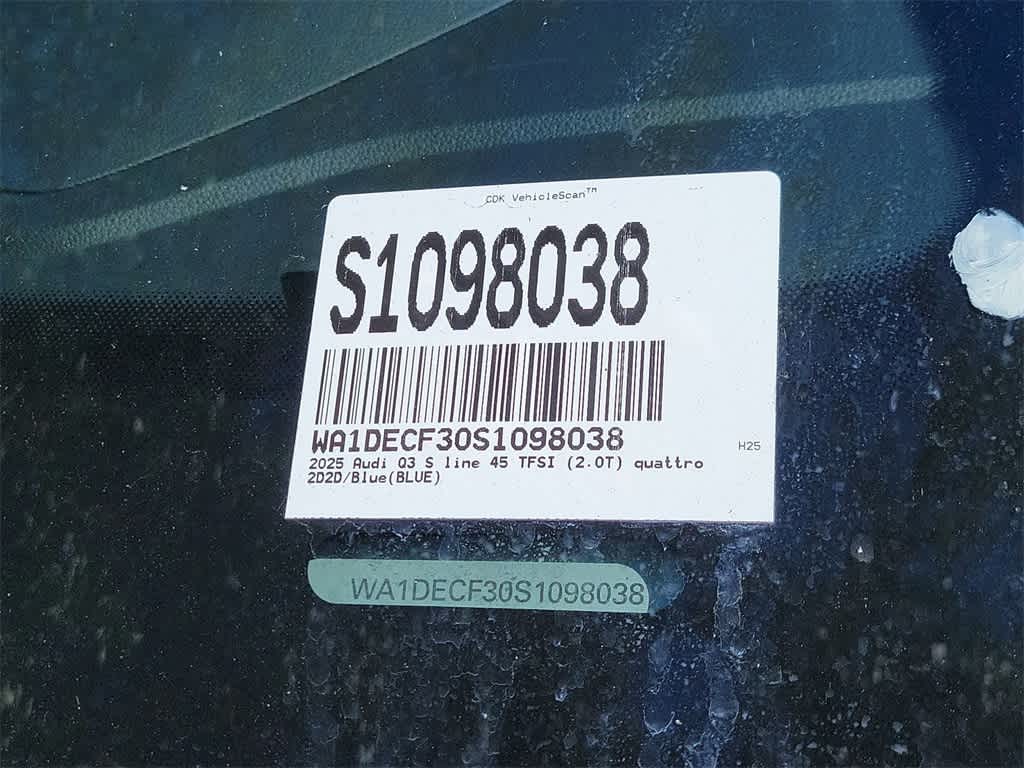 CDK VehicleScan™
S1098038
WA1DECF30S1098038
H25
2025 Audi Q3 S line 45 TFSI (2.0T) quattro
2D2D/Blue(BLUE)
WA1DECF30S1098038